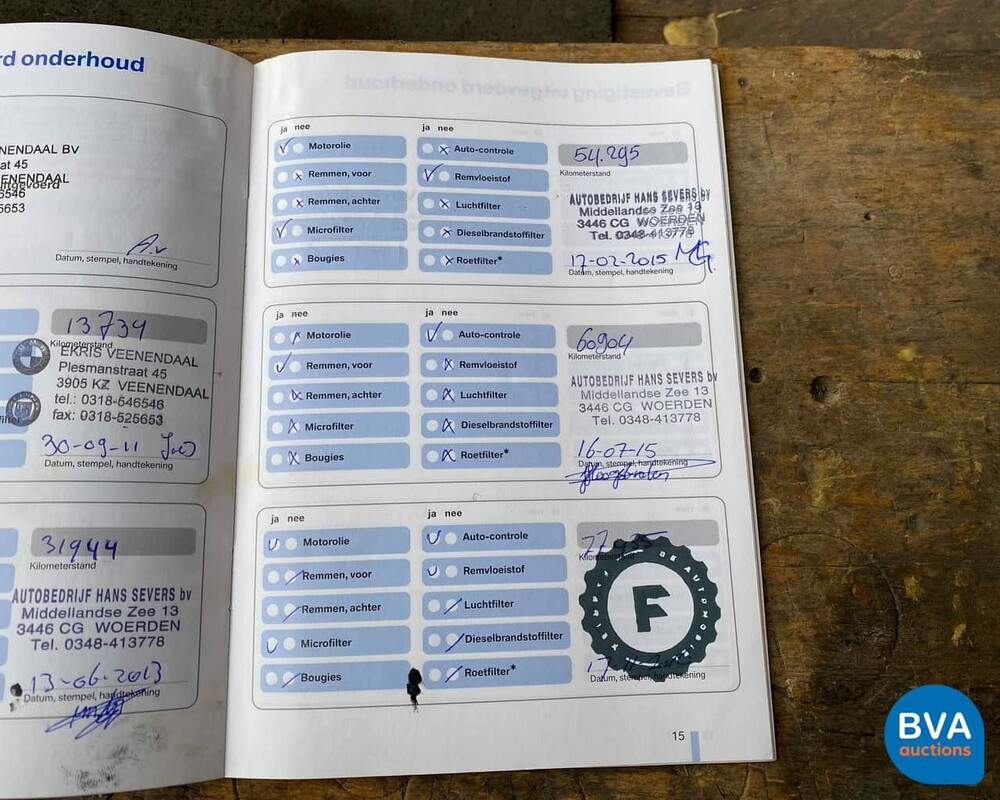 rd onderhoud
ENENDAAL BV
at 45
ENENDAAL
6546
5653
Datum, stempel, handtekening
13739
Kilometerstand
EKRIS VEENENDAAL
Plesmanstraat 45
3905 KZ VEENENDAAL
tel.: 0318-546546
fax: 0318-525653
30-09-11
Datum, stempel, handtekening
31944
Kilometerstand
AUTOBEDRIJF HANS SEVERS bv
Middellandse Zee 13
3446 CG WOERDEN
Tel. 0348-413778
13-06-2013
Datum, stempel, handtekening
ja nee
Motorolie
Remmen, voor
Remmen, achter
Microfilter
Bougies
ja nee
Auto-controle
Remvloeistof
Luchtfilter
Dieselbrandstoffilter
Roetfilter*
54.295
Kilometerstand
AUTOBEDRIJF HANS SEVERS bv
Middellandse Zee 13
3446 CG WOERDEN
Tel. 0348-413778
17-02-2015
Datum, stempel, handtekening
ja nee
Motorolie
Remmen, voor
Remmen, achter
Microfilter
Bougies
ja nee
Auto-controle
Remvloeistof
Luchtfilter
Dieselbrandstoffilter
Roetfilter*
60904
Kilometerstand
AUTOBEDRIJF HANS SEVERS bv
Middellandse Zee 13
3446 CG WOERDEN
Tel. 0348-413778
16-07-15
Datum, stempel, handtekening
ja nee
Motorolie
Remmen, voor
Remmen, achter
Microfilter
Bougies
ja nee
Auto-controle
Remvloeistof
Luchtfilter
Dieselbrandstoffilter
Roetfilter*
F
Datum, stempel, handtekening
15
BVA
auctions